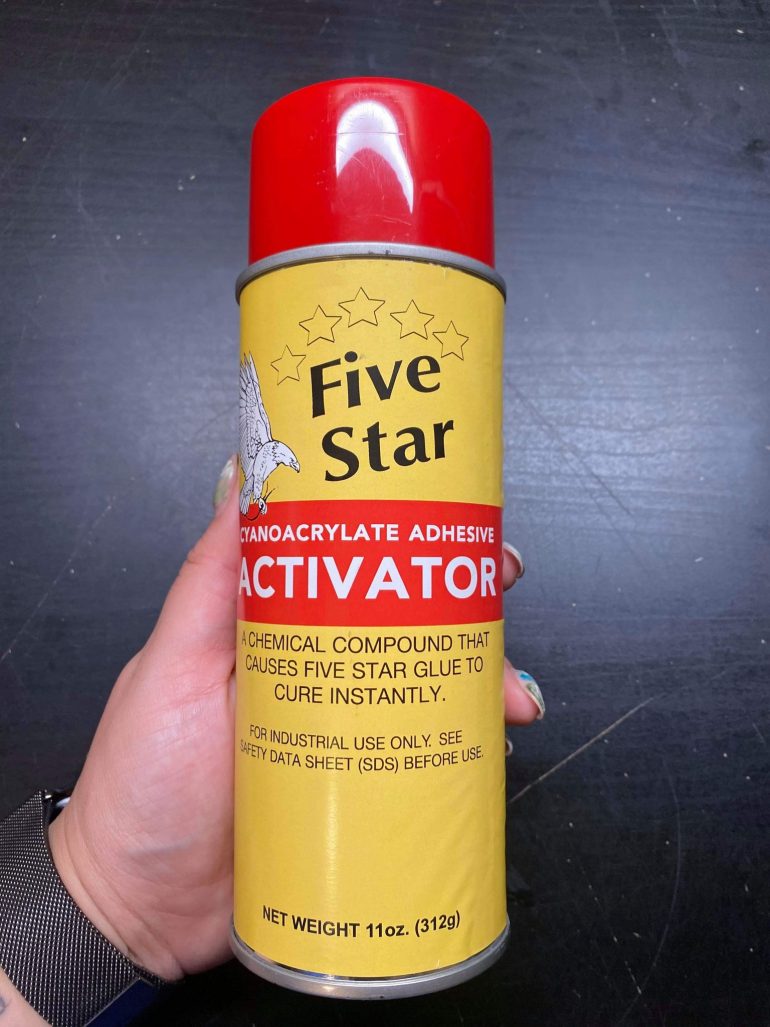 Five
Star
CYANOACRYLATE ADHESIVE
ACTIVATOR
A CHEMICAL COMPOUND THAT
CAUSES FIVE STAR GLUE TO
CURE INSTANTLY.
FOR INDUSTRIAL USE ONLY. SEE
SAFETY DATA SHEET (SDS) BEFORE USE.
NET WEIGHT 11oz. (312g)